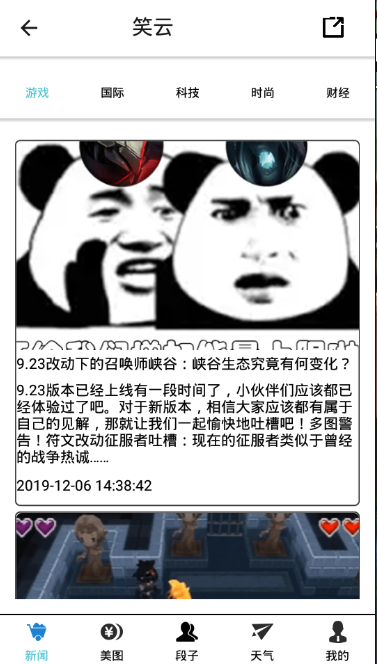 笑云
游戏 国际 科技 时尚 财经
9.23改动下的召唤师峡谷：峡谷生态究竟有何变化？
9.23版本已经上线有一段时间了，小伙伴们应该都已
经体验过了吧。对于新版本，相信大家应该都有属于
自己的见解，那就让我们一起愉快地吐槽吧！多图警
告！符文改动征服者吐槽：现在的征服者类似于曾经
的战争热诚......
2019-12-06 14:38:42
新闻 美图 段子 天气 我的